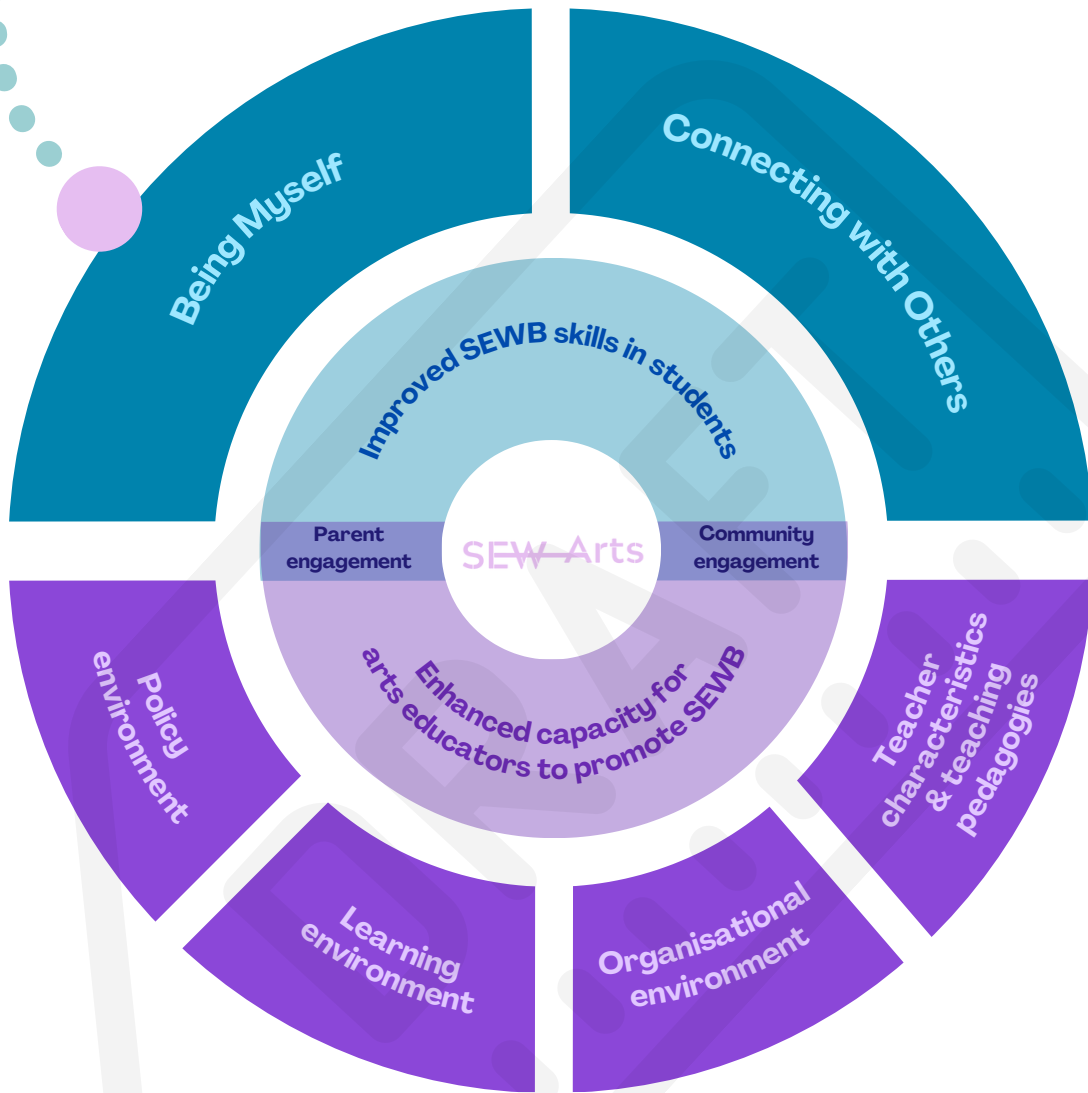 Being Myself
Connecting with Others
Improved SEWB skills in students
Parent
engagement
SEW Arts
Community
engagement
Enhanced capacity for
arts educators to promote SEWB
Policy
environment
Learning
environment
Organisational
environment
Teacher
characteristics
& teaching
pedagogies
DRAFT